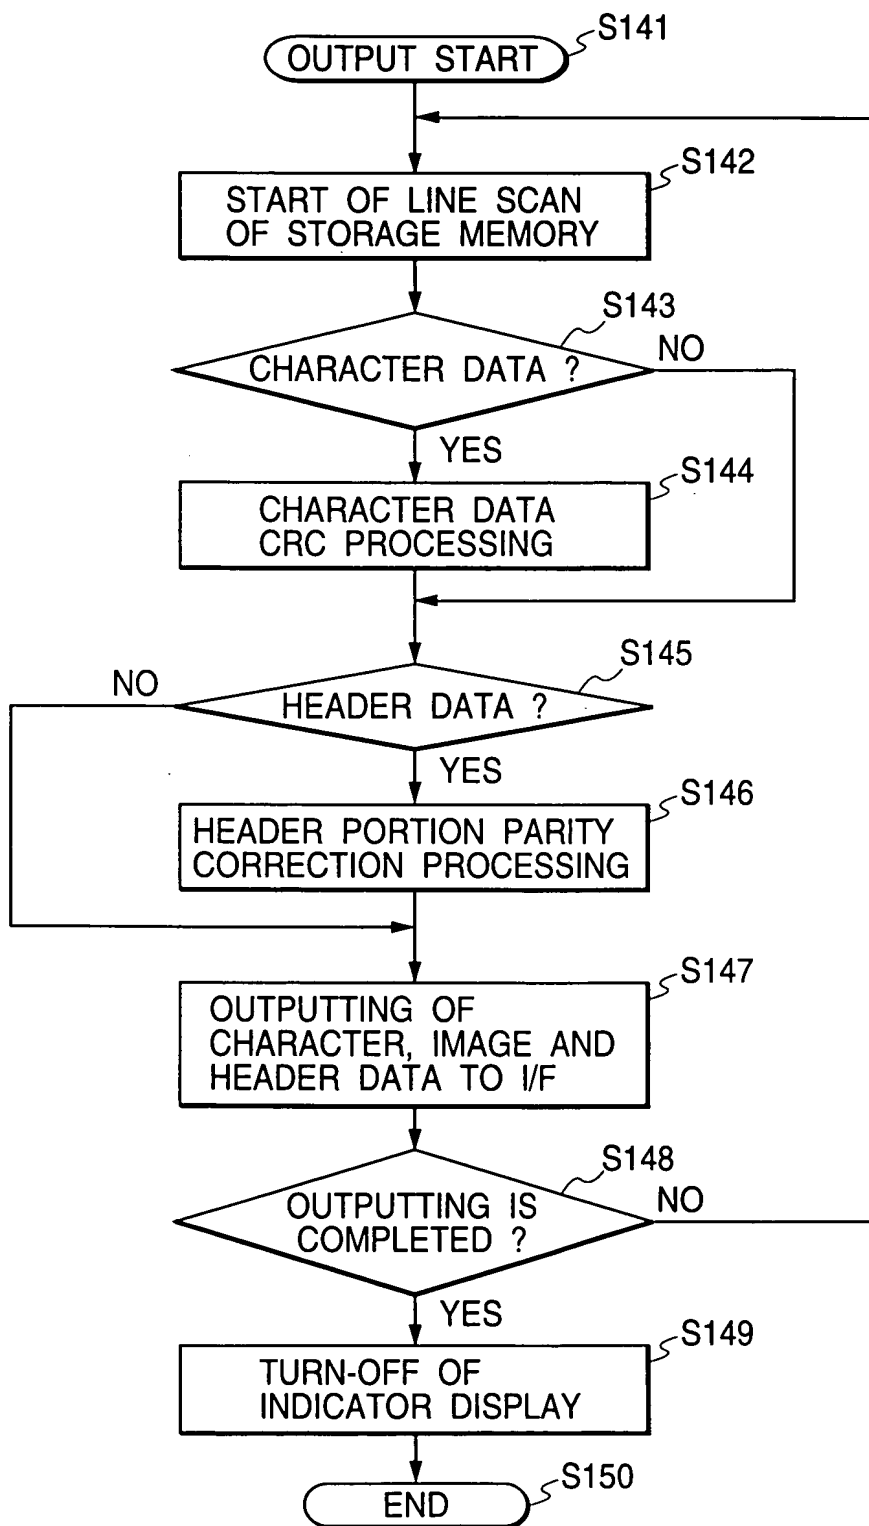 S141
OUTPUT START
S142
START OF LINE SCAN
OF STORAGE MEMORY
S143
CHARACTER DATA ?
NO
YES
S144
CHARACTER DATA
CRC PROCESSING
S145
NO
HEADER DATA ?
YES
S146
HEADER PORTION PARITY
CORRECTION PROCESSING
S147
OUTPUTTING OF
CHARACTER, IMAGE AND
HEADER DATA TO I/F
S148
OUTPUTTING IS
COMPLETED ?
NO
YES
S149
TURN-OFF OF
INDICATOR DISPLAY
S150
END